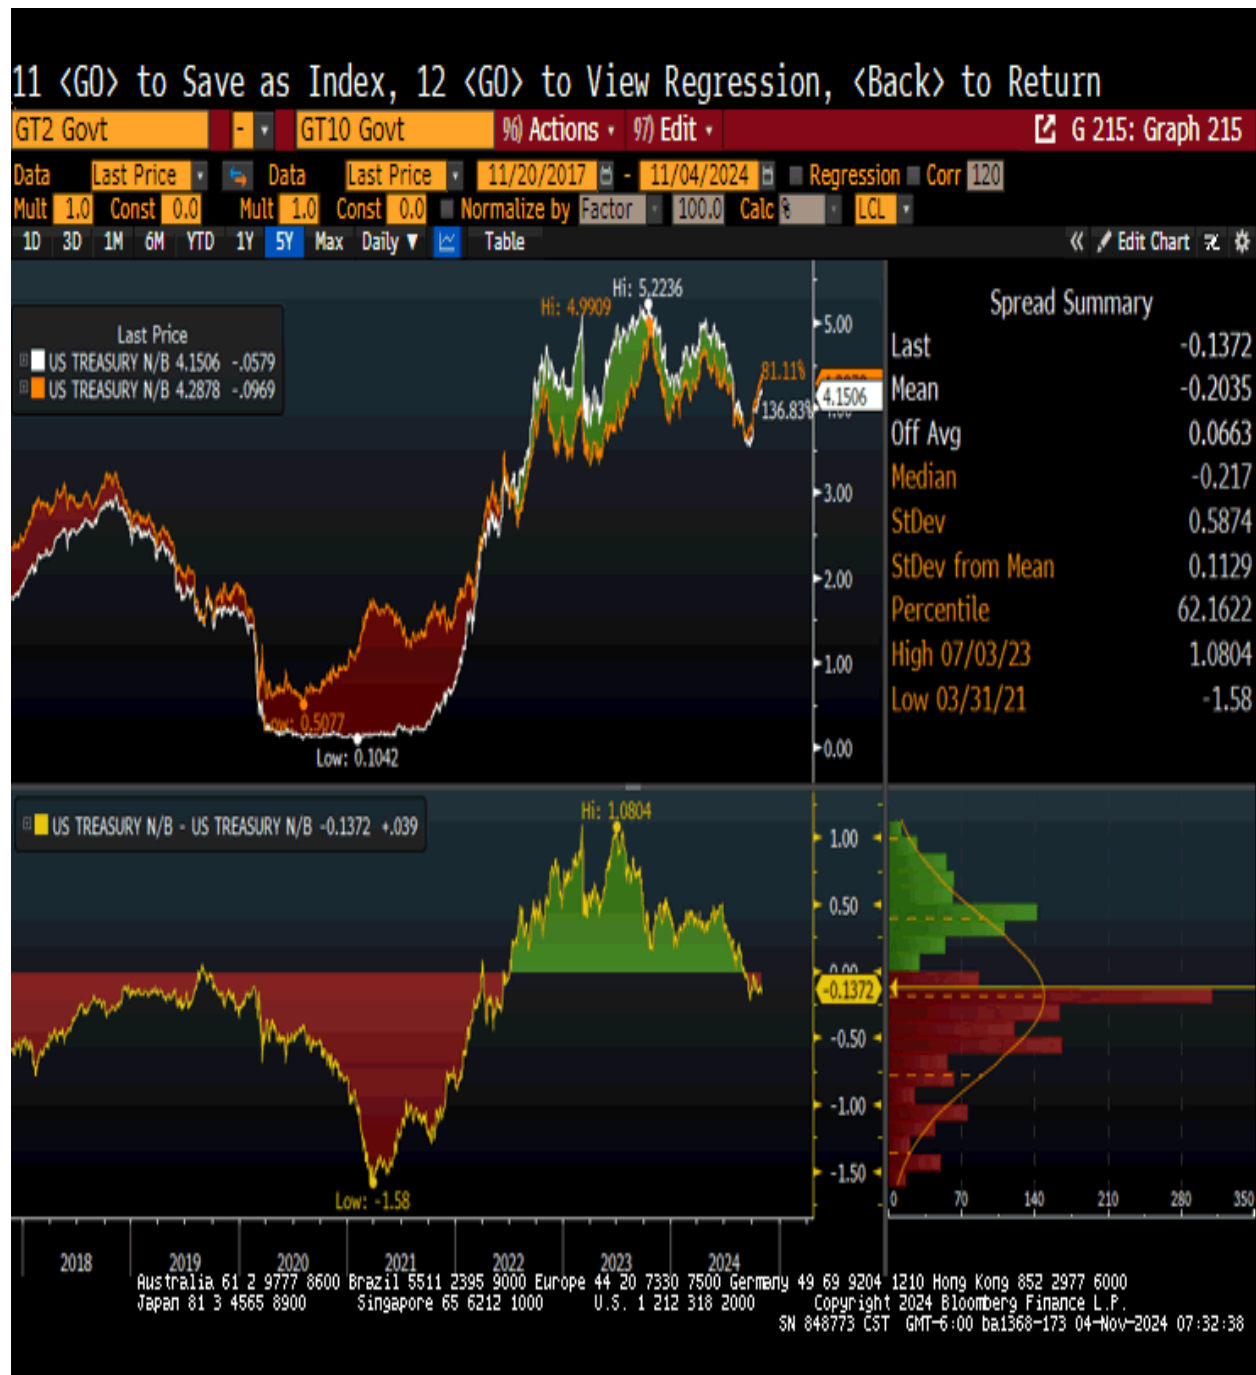 11 <GO> to Save as Index, 12 <GO> to View Regression, <Back> to Return
GT2 Govt - GT10 Govt 96) Actions 97) Edit G 215: Graph 215
Data Last Price Data Last Price 11/20/2017 - 11/04/2024 Regression Corr 120
Mult 1.0 Const 0.0 Mult 1.0 Const 0.0 Normalize by Factor 100.0 Calc % LCL
1D 3D 1M 6M YTD 1Y 5Y Max Daily ▼ Table « Edit Chart
Last Price
US TREASURY N/B 4.1506 -.0579
US TREASURY N/B 4.2878 -.0969
Hi: 5.2236
Hi: 4.9909
81.11%
136.83%
Low: 0.5077
Low: 0.1042
5.00
4.1506
3.00
2.00
1.00
0.00
Spread Summary
Last -0.1372
Mean -0.2035
Off Avg 0.0663
Median -0.217
StDev 0.5874
StDev from Mean 0.1129
Percentile 62.1622
High 07/03/23 1.0804
Low 03/31/21 -1.58
US TREASURY N/B - US TREASURY N/B -0.1372 +.039
Hi: 1.0804
Low: -1.58
1.00
0.50
0.00
-0.1372
-0.50
-1.00
-1.50
0 70 140 210 280 350
2018 2019 2020 2021 2022 2023 2024
Australia 61 2 9777 8600 Brazil 5511 2395 9000 Europe 44 20 7330 7500 Germany 49 69 9204 1210 Hong Kong 852 2977 6000
Japan 81 3 4565 8900 Singapore 65 6212 1000 U.S. 1 212 318 2000 Copyright 2024 Bloomberg Finance L.P.
SN 848773 CST GMT-6:00 ba1368-173 04-Nov-2024 07:32:38